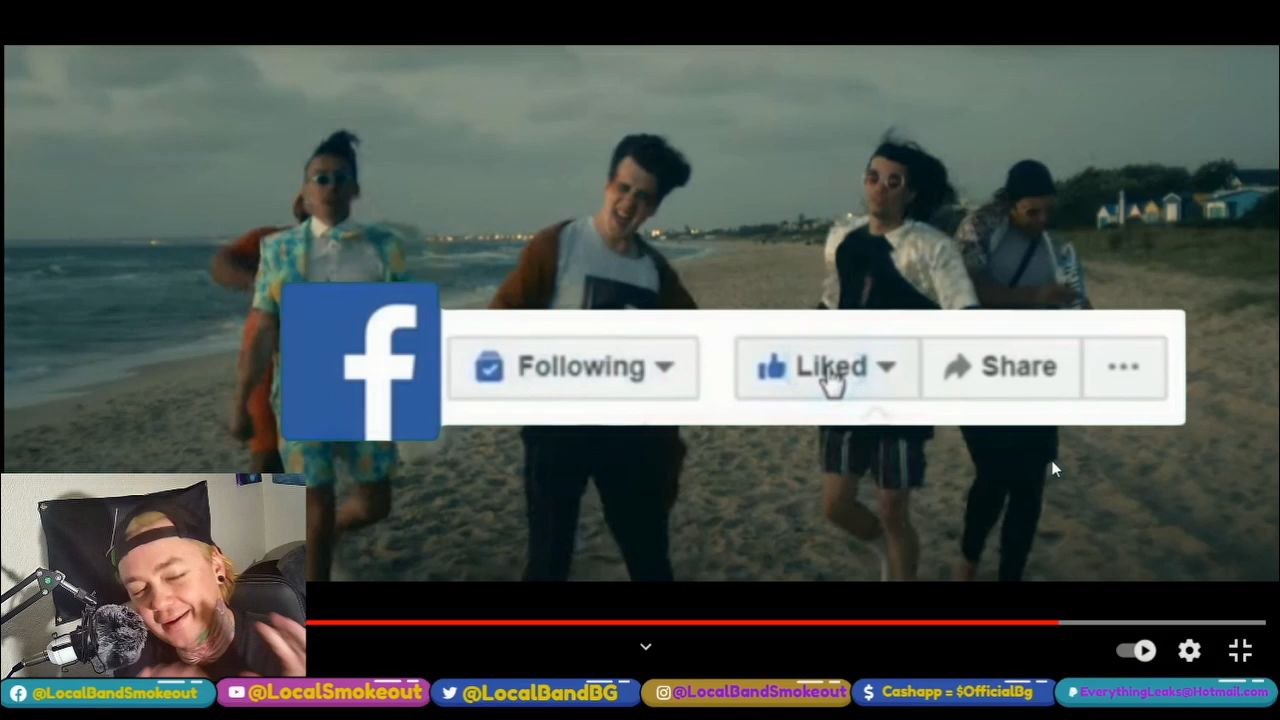 f
Following
Liked
Share
@LocalBandSmokeout
@LocalSmokeout
@LocalBandBG
@LocalBandSmokeout
$ Cashapp = $OfficialBg
EverythingLeaks@Hotmail.com